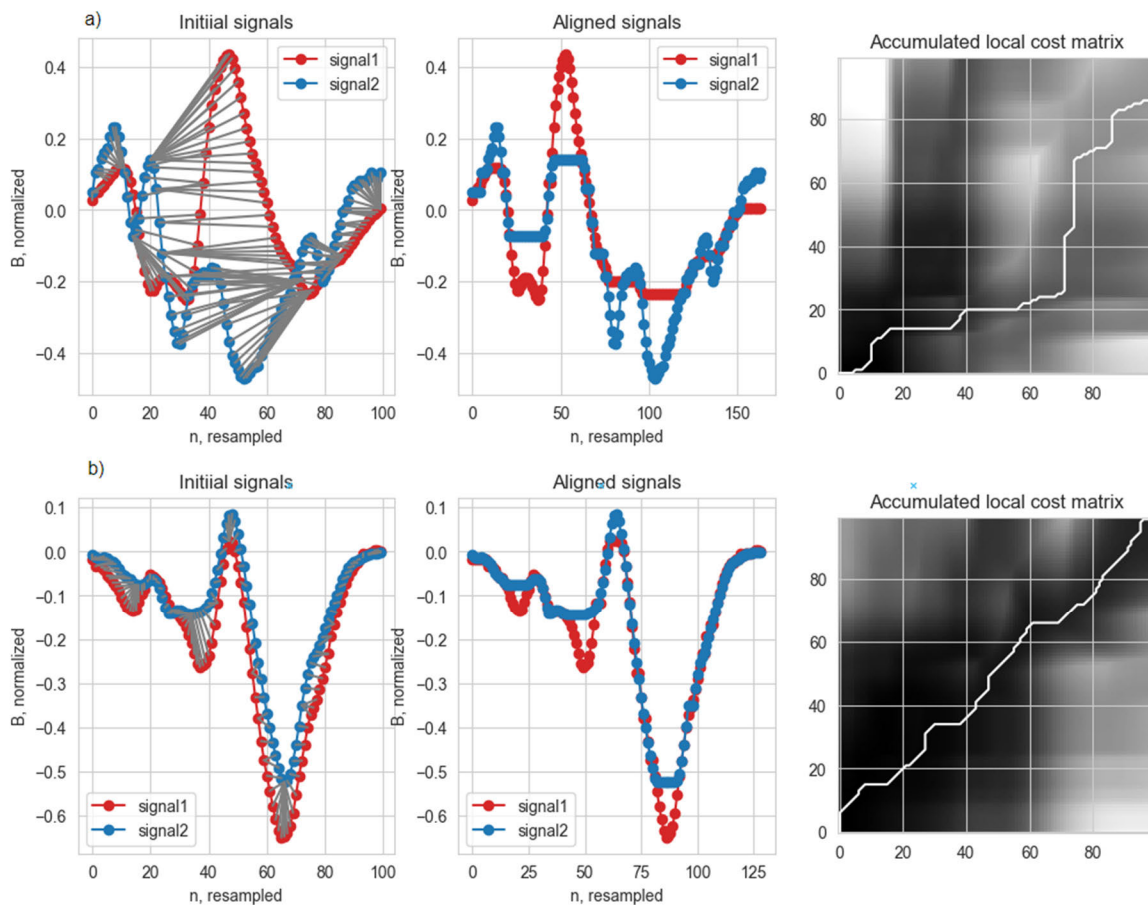 a)
Initiial signals
Aligned signals
Accumulated local cost matrix
signal1
signal2
signal1
signal2
B, normalized
0.4
0.2
0.0
−0.2
−0.4
B, normalized
0.4
0.2
0.0
−0.2
−0.4
80
60
40
20
0
0 20 40 60 80 100
0 50 100 150
0 20 40 60 80
n, resampled
n, resampled
b)
Initiial signals
Aligned signals
Accumulated local cost matrix
B, normalized
0.1
0.0
−0.1
−0.2
−0.3
−0.4
−0.5
−0.6
B, normalized
0.1
0.0
−0.1
−0.2
−0.3
−0.4
−0.5
−0.6
80
60
40
20
0
signal1
signal2
signal1
signal2
0 20 40 60 80 100
0 25 50 75 100 125
0 20 40 60 80
n, resampled
n, resampled